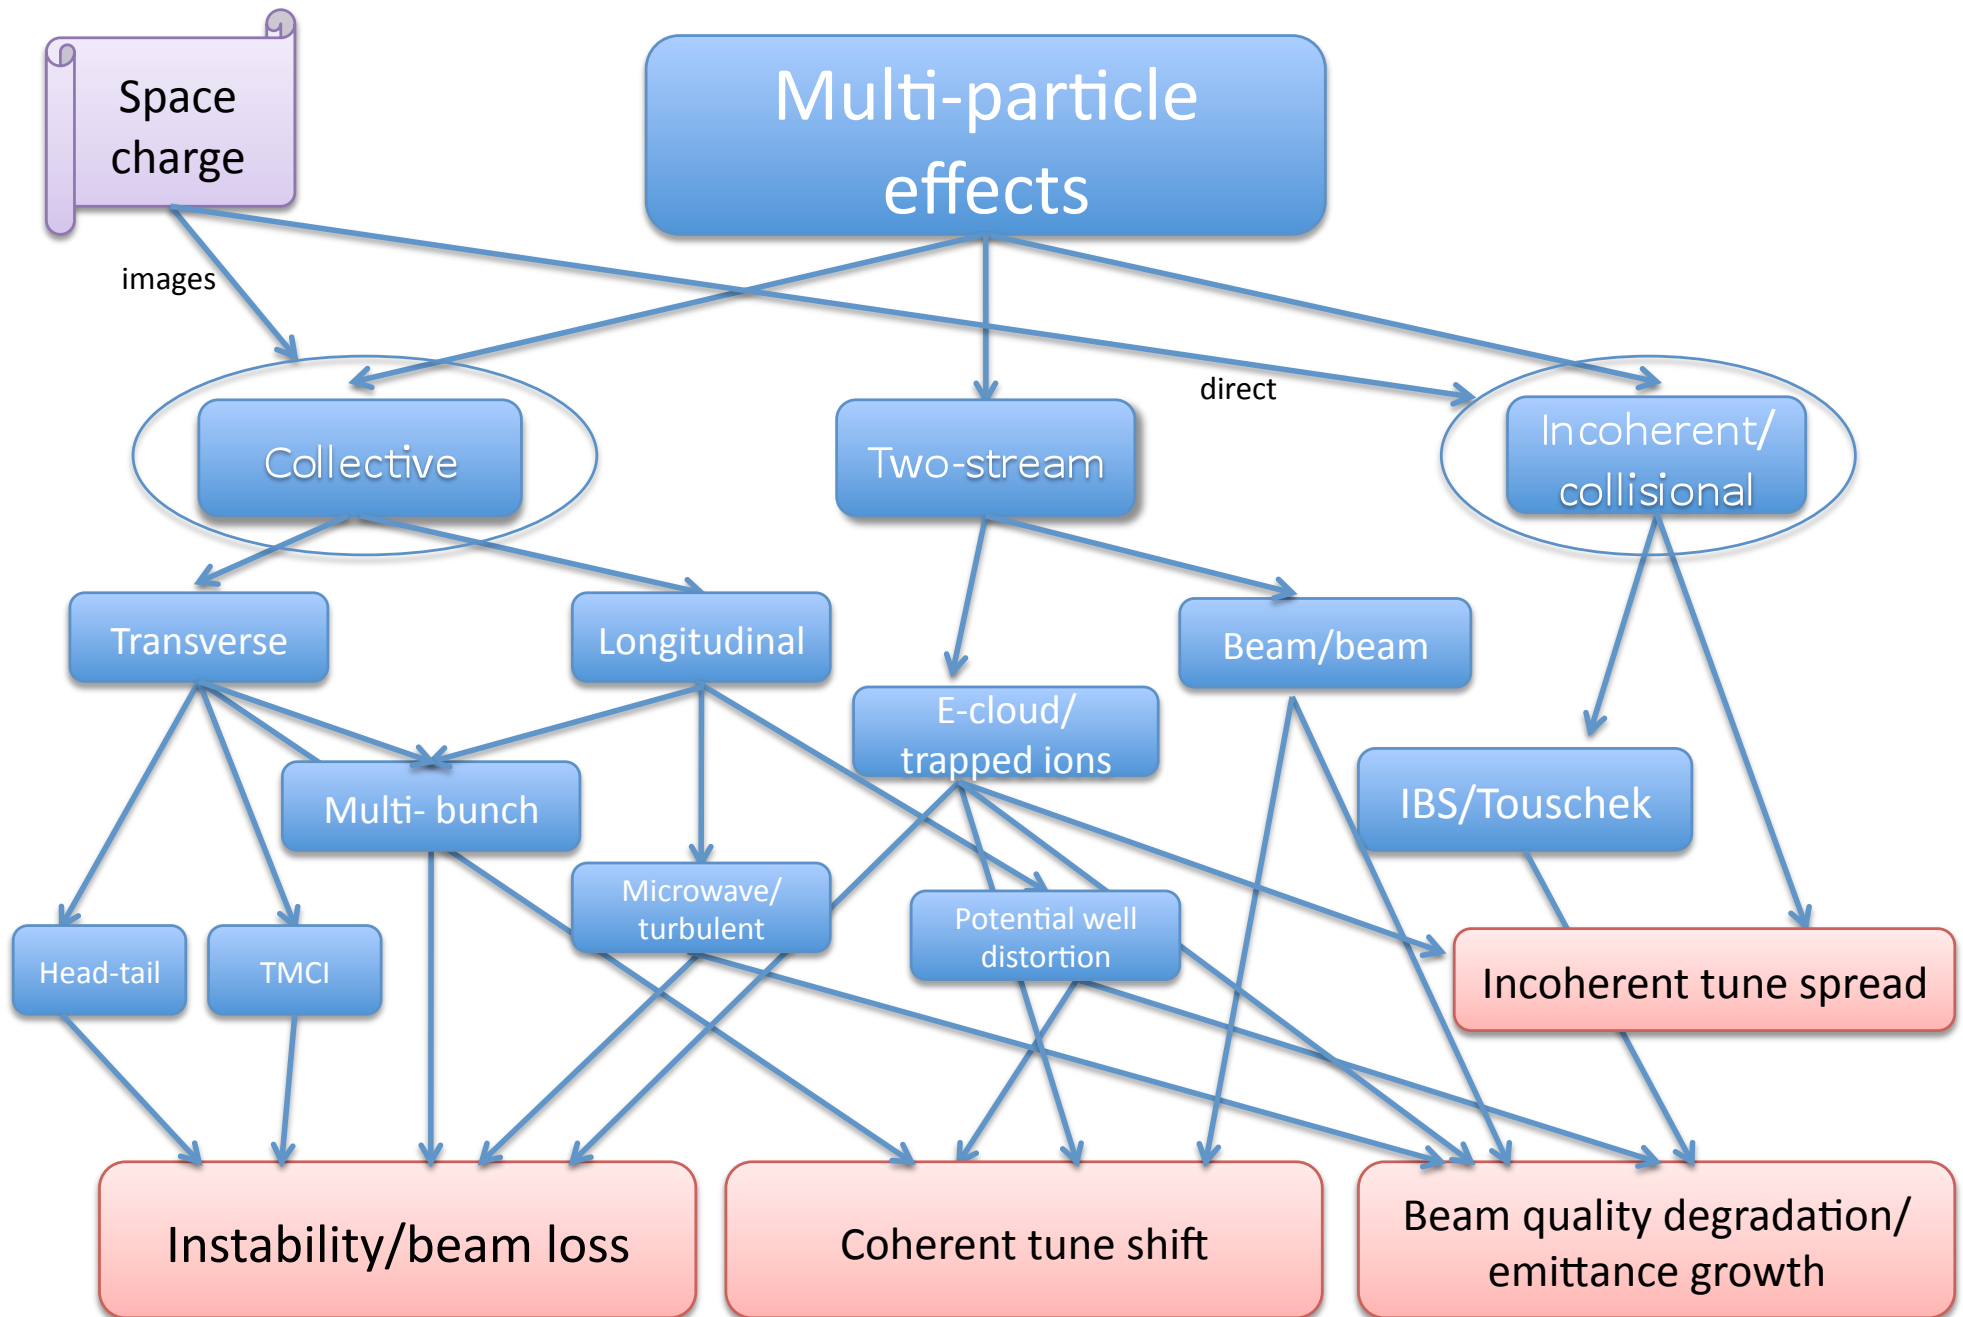 Space
charge
Multi-particle
effects
images
direct
Collective
Two-stream
Incoherent/
collisional
Transverse
Longitudinal
Beam/beam
E-cloud/
trapped ions
Multi- bunch
IBS/Touschek
Microwave/
turbulent
Potential well
distortion
Head-tail
TMCI
Incoherent tune spread
Instability/beam loss
Coherent tune shift
Beam quality degradation/
emittance growth